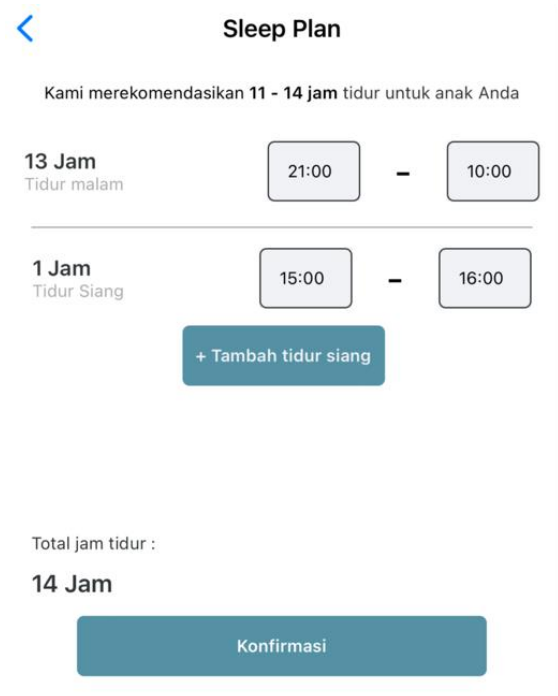 Sleep Plan
Kami merekomendasikan 11 - 14 jam tidur untuk anak Anda
13 Jam
Tidur malam
21:00 - 10:00
1 Jam
Tidur Siang
15:00 - 16:00
+ Tambah tidur siang
Total jam tidur :
14 Jam
Konfirmasi